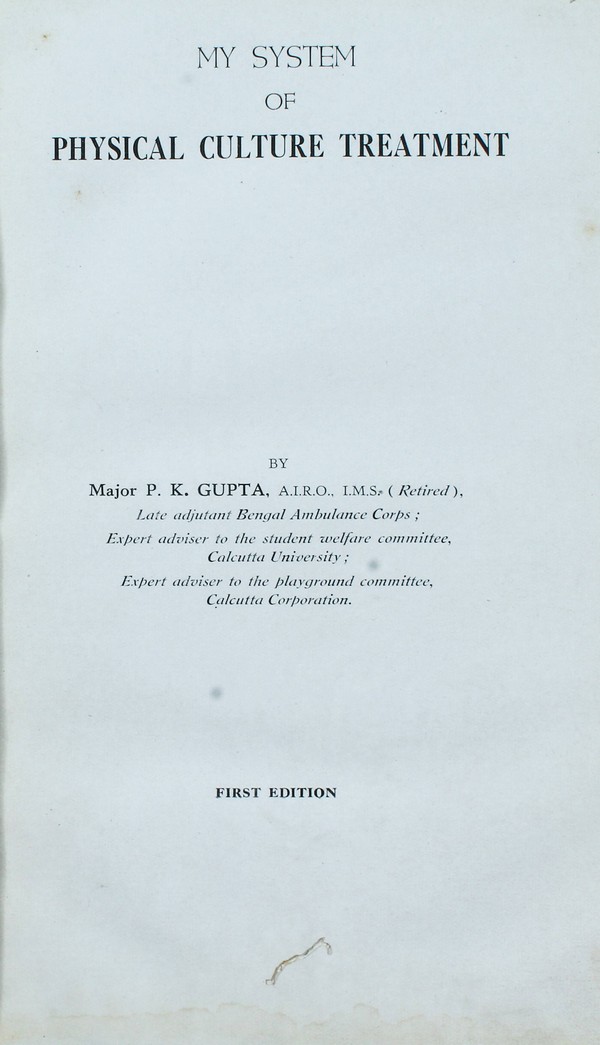 MY SYSTEM
OF
PHYSICAL CULTURE TREATMENT
BY
Major P. K. GUPTA, A.I.R.O., I.M.S. ( Retired ),
Late adjutant Bengal Ambulance Corps ;
Expert adviser to the student welfare committee,
Calcutta University ;
Expert adviser to the playground committee,
Calcutta Corporation.
FIRST EDITION